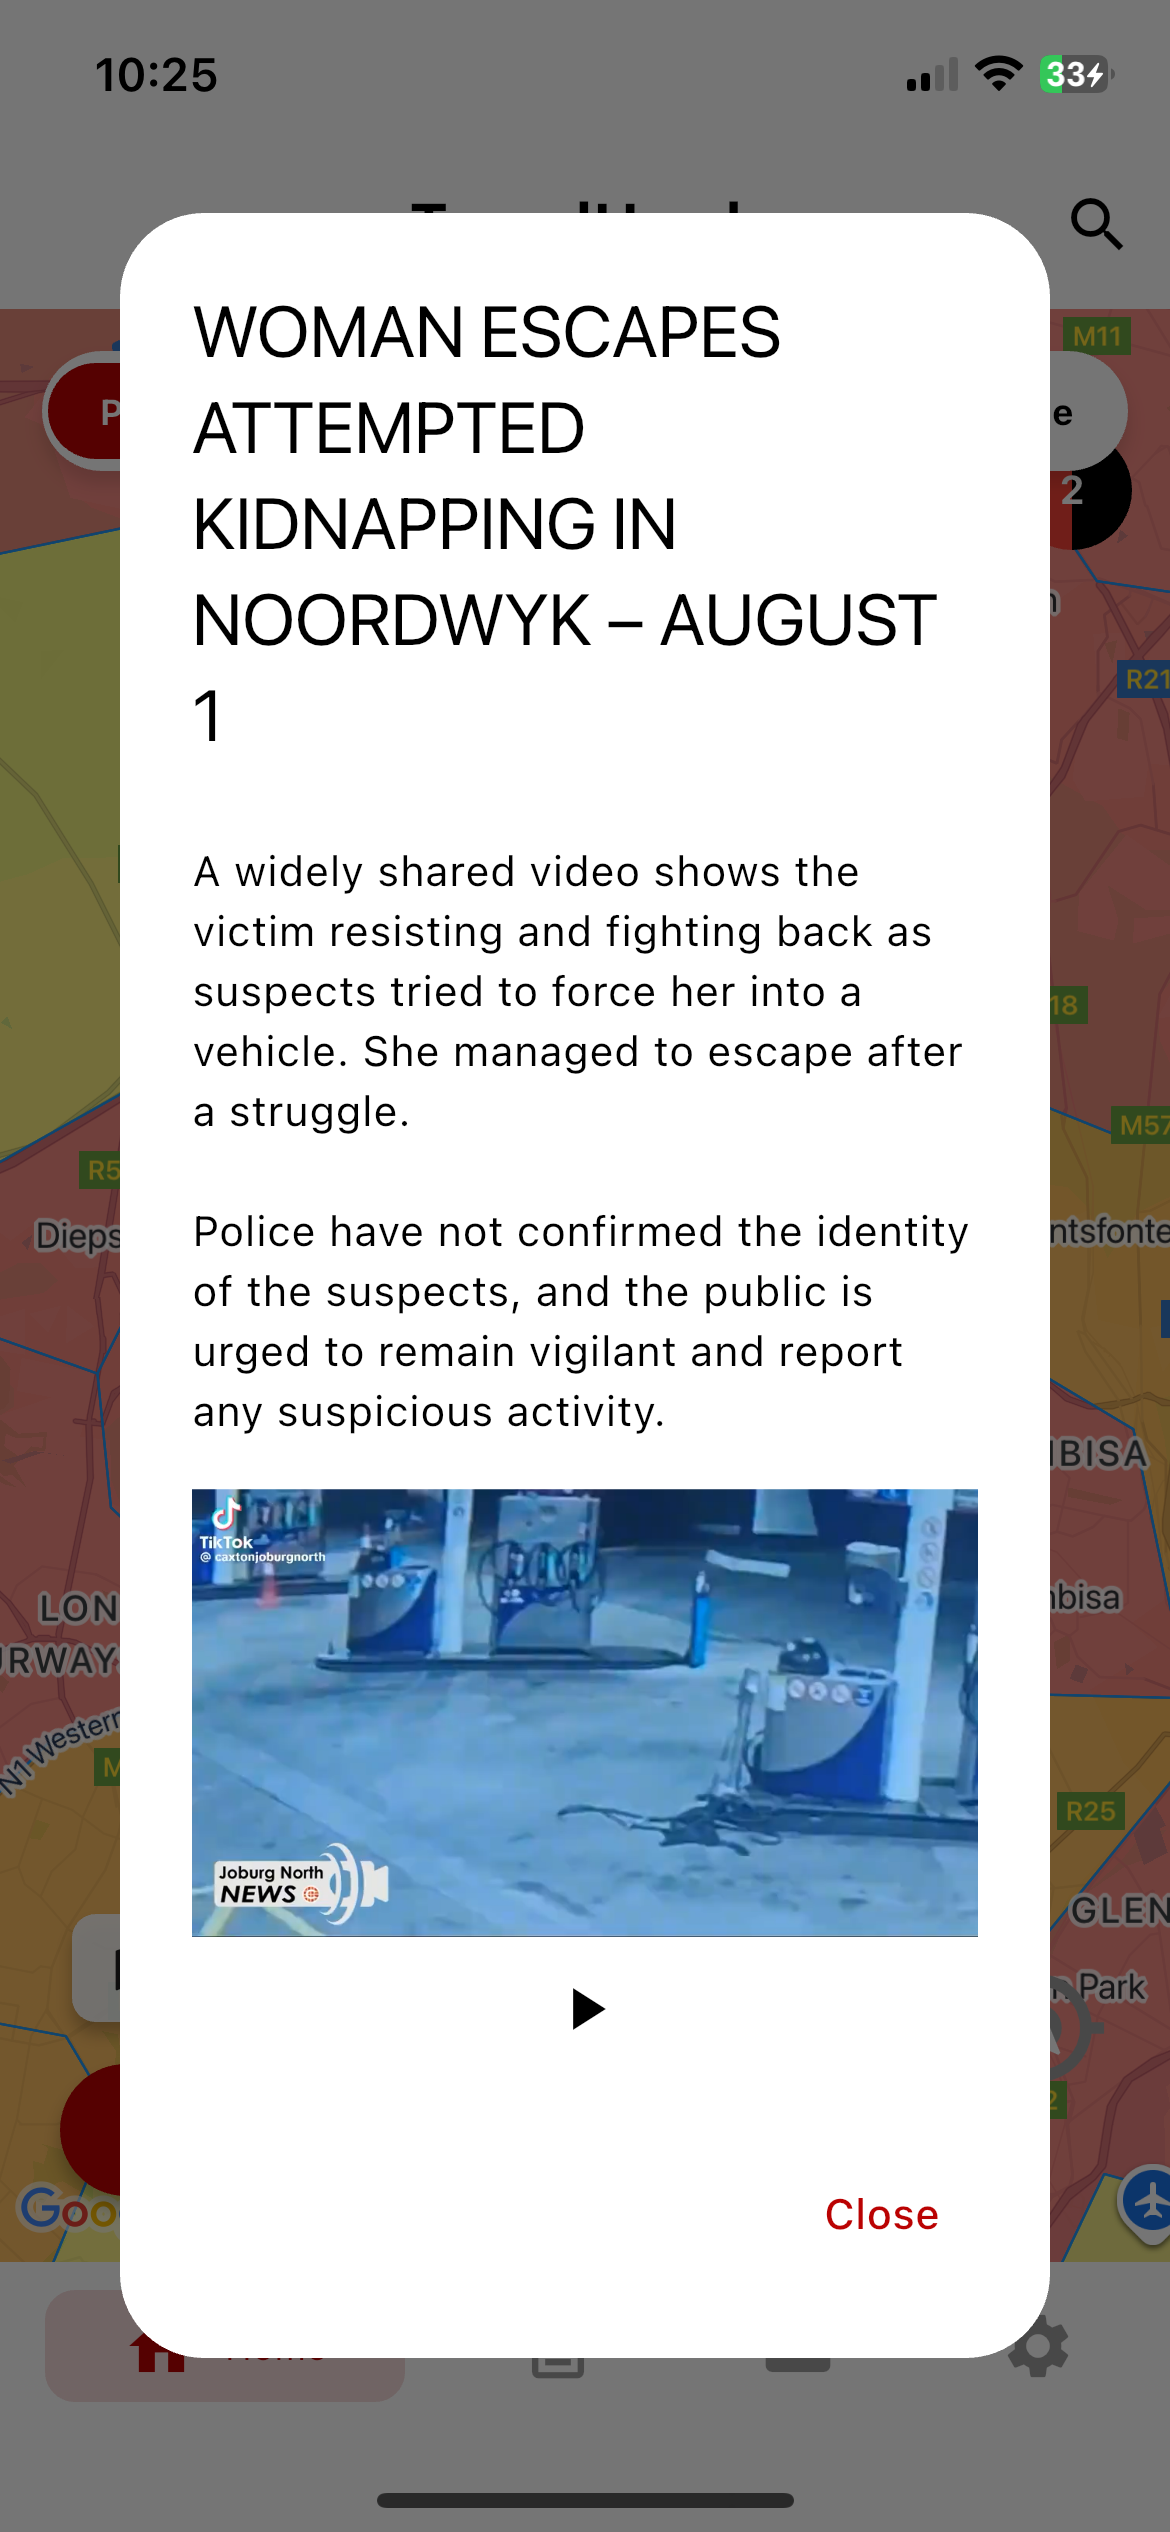 10:25
33
M11
P
e
2
WOMAN ESCAPES
ATTEMPTED
KIDNAPPING IN
NOORDWYK – AUGUST
1
R21
A widely shared video shows the
victim resisting and fighting back as
suspects tried to force her into a
vehicle. She managed to escape after
a struggle.
18
M57
R5
Dieps
ntsfonte
Police have not confirmed the identity
of the suspects, and the public is
urged to remain vigilant and report
any suspicious activity.
IBISA
TikTok
@ caxtonjoburgnorth
LON
URWAY
nbisa
N1 Western
M
R25
Joburg North
NEWS
GLEN
Park
2
Goo
Close